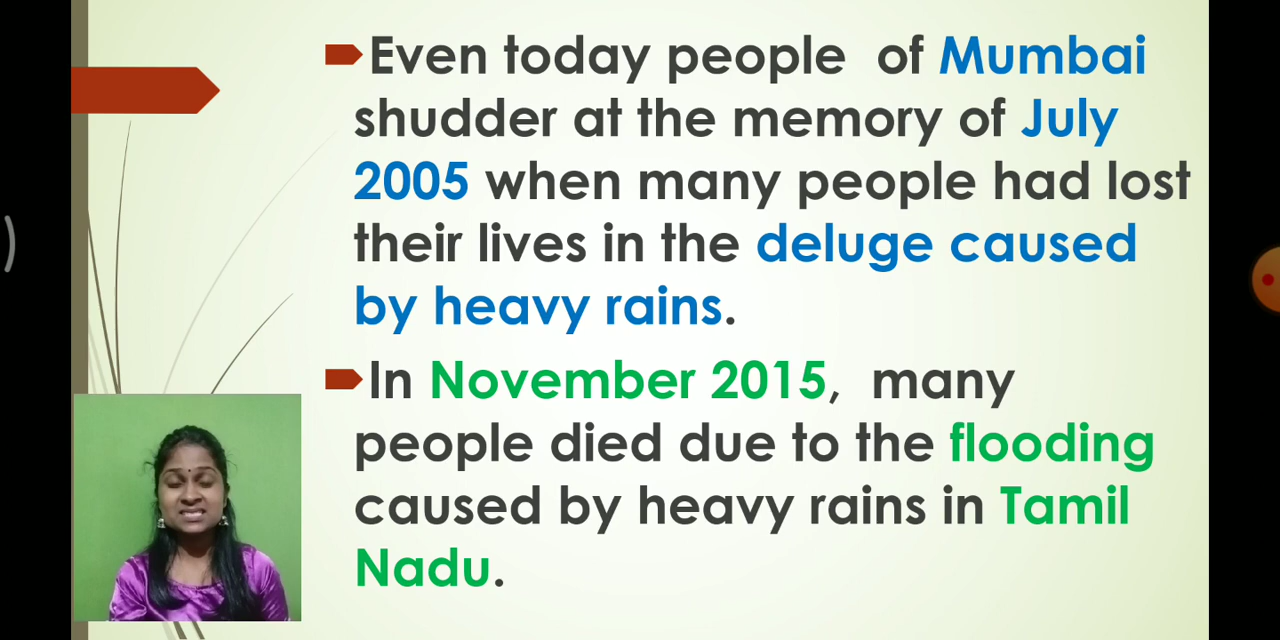 Even today people of Mumbai
shudder at the memory of July
2005 when many people had lost
their lives in the deluge caused
by heavy rains.
In November 2015, many
people died due to the flooding
caused by heavy rains in Tamil
Nadu.